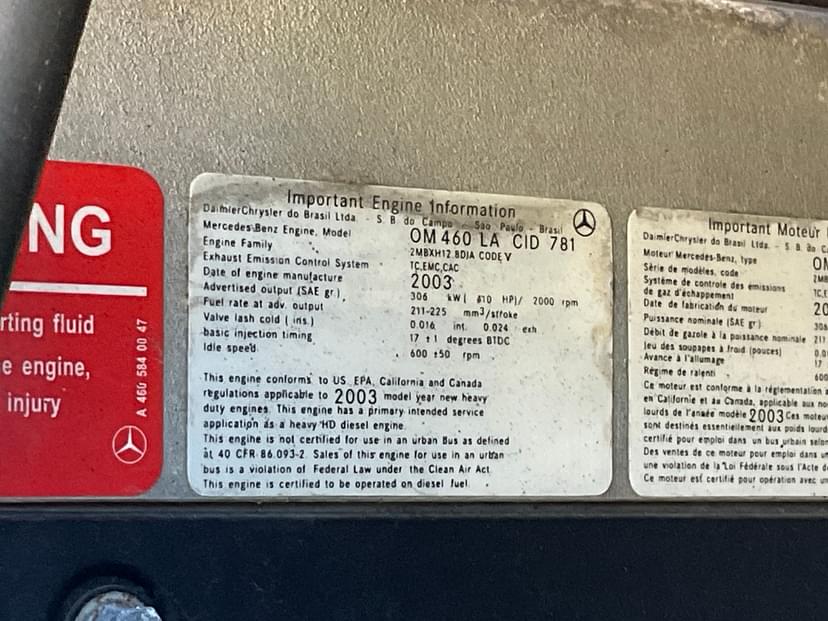 NG
rting fluid
e engine,
injury
A 460 584 00 47
Important Engine Information
DaimlerChrysler do Brasil Ltda - S. B. do Campo - Sao Paulo - Brasil
Mercedes-Benz Engine, Model OM 460 LA CID 781
Engine Family 2MBXH12.8DJA CODE V
Exhaust Emission Control System TC,EMC,CAC
Date of engine manufacture 2003
Advertised output (SAE gr.) 306 kW( 410 HP)/ 2000 rpm
Fuel rate at adv. output 211-225 mm³/stroke
Valve lash cold ( ins.) 0.016 int. 0.024 exh
basic injection timing 17 ±1 degrees BTDC
Idle speed 600 ±50 rpm
This engine conforms to US EPA, California and Canada
regulations applicable to 2003 model year new heavy
duty engines. This engine has a primary intended service
application as a heavy HD diesel engine.
This engine is not certified for use in an urban Bus as defined
at 40 CFR 86.093-2. Sales of this engine for use in an urban
bus is a violation of Federal Law under the Clean Air Act.
This engine is certified to be operated on diesel fuel.
Important Moteur
DaimlerChrysler do Brasil Ltda. - S. B. do
Moteur Mercedes-Benz, type OM
Série de modèles, code 2MB
Système de contrôle des émissions
de gaz d'échappement TC,E
Date de fabrication du moteur 20
Puissance nominale (SAE gr) 306
Débit de gazole à la puissance nominale 211
Jeu des soupapes à froid (pouces) 0.0
Avance à l'allumage 17
Régime de ralenti 600
Ce moteur est conforme à la réglementation
en Californie et au Canada, applicable aux no
lourds de l'année modèle 2003 Ces moteu
sont destinés essentiellement aux poids lourd
certifié pour emploi dans un bus urbain selon
Des ventes de ce moteur pour emploi dans un
une violation de la Loi Fédérale sous l'Acte d
Ce moteur est certifié pour opération avec un